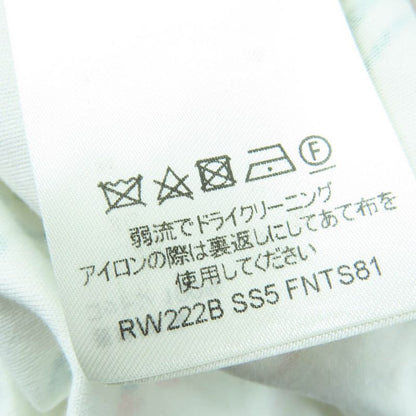 弱流でドライクリーニング
アイロンの際は裏返しにしてあて布を
使用してください
RW222B SS5 FNTS81